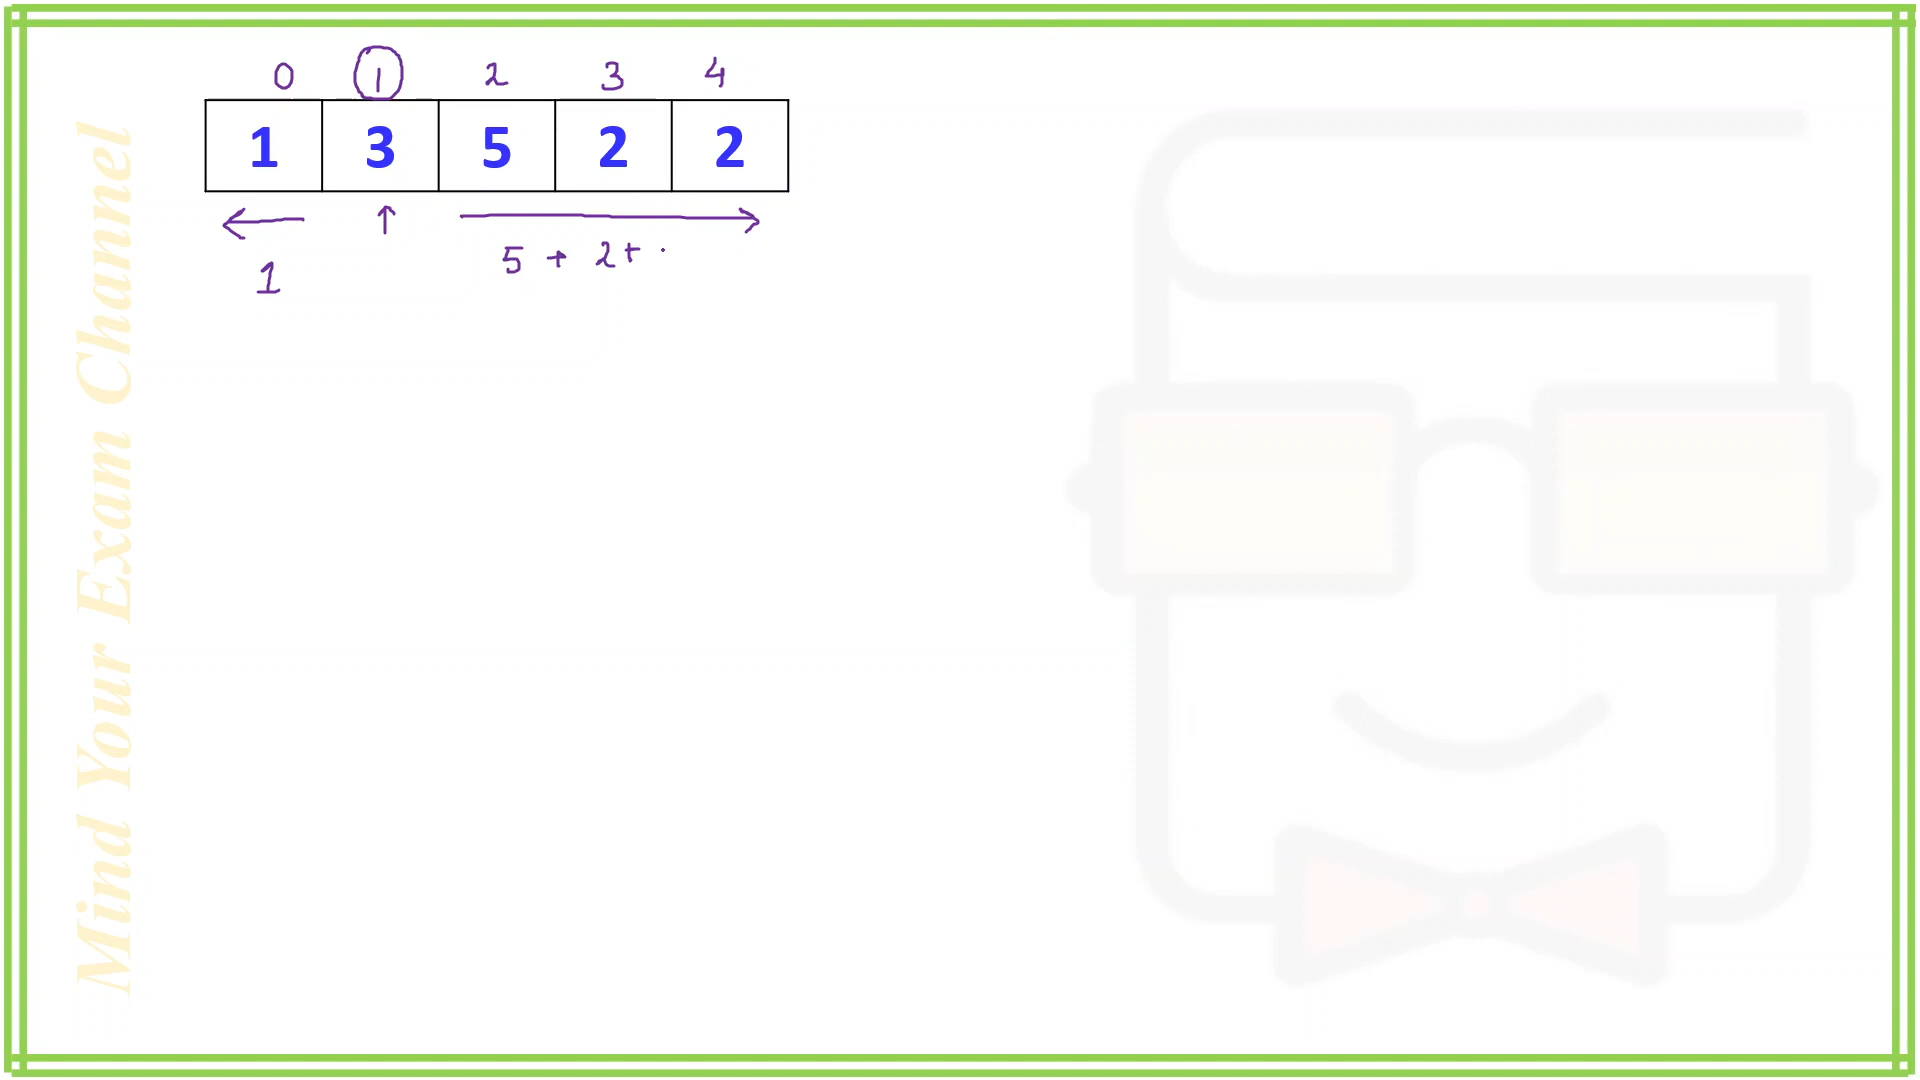 0 1 2 3 4
1 3 5 2 2
1
5 + 2 + .
Mind Your Exam Channel